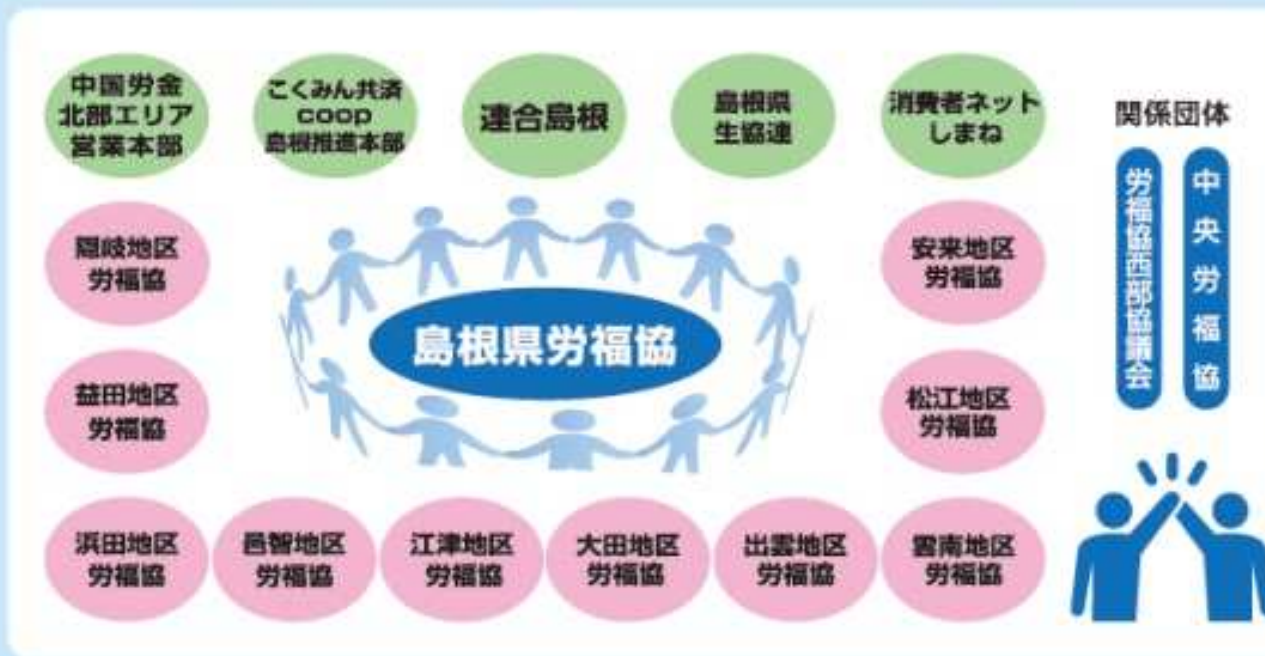 中国労金
北部エリア
営業本部
こくみん共済
coop
島根推進本部
連合島根
島根県
生協連
消費者ネット
しまね
関係団体
労福協西部協議会
中央労福協
隠岐地区
労福協
安来地区
労福協
島根県労福協
益田地区
労福協
松江地区
労福協
浜田地区
労福協
邑智地区
労福協
江津地区
労福協
大田地区
労福協
出雲地区
労福協
雲南地区
労福協